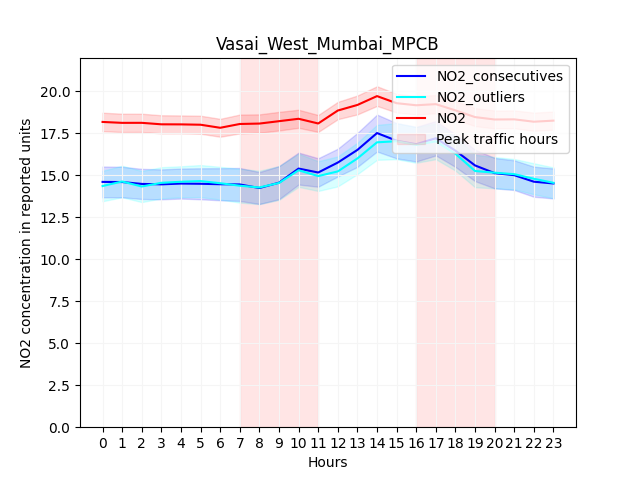 Vasai_West_Mumbai_MPCB
NO2 concentration in reported units
20.0
17.5
15.0
12.5
10.0
7.5
5.0
2.5
0.0
NO2_consecutives
NO2_outliers
NO2
Peak traffic hours
0 1 2 3 4 5 6 7 8 9 10 11 12 13 14 15 16 17 18 19 20 21 22 23
Hours